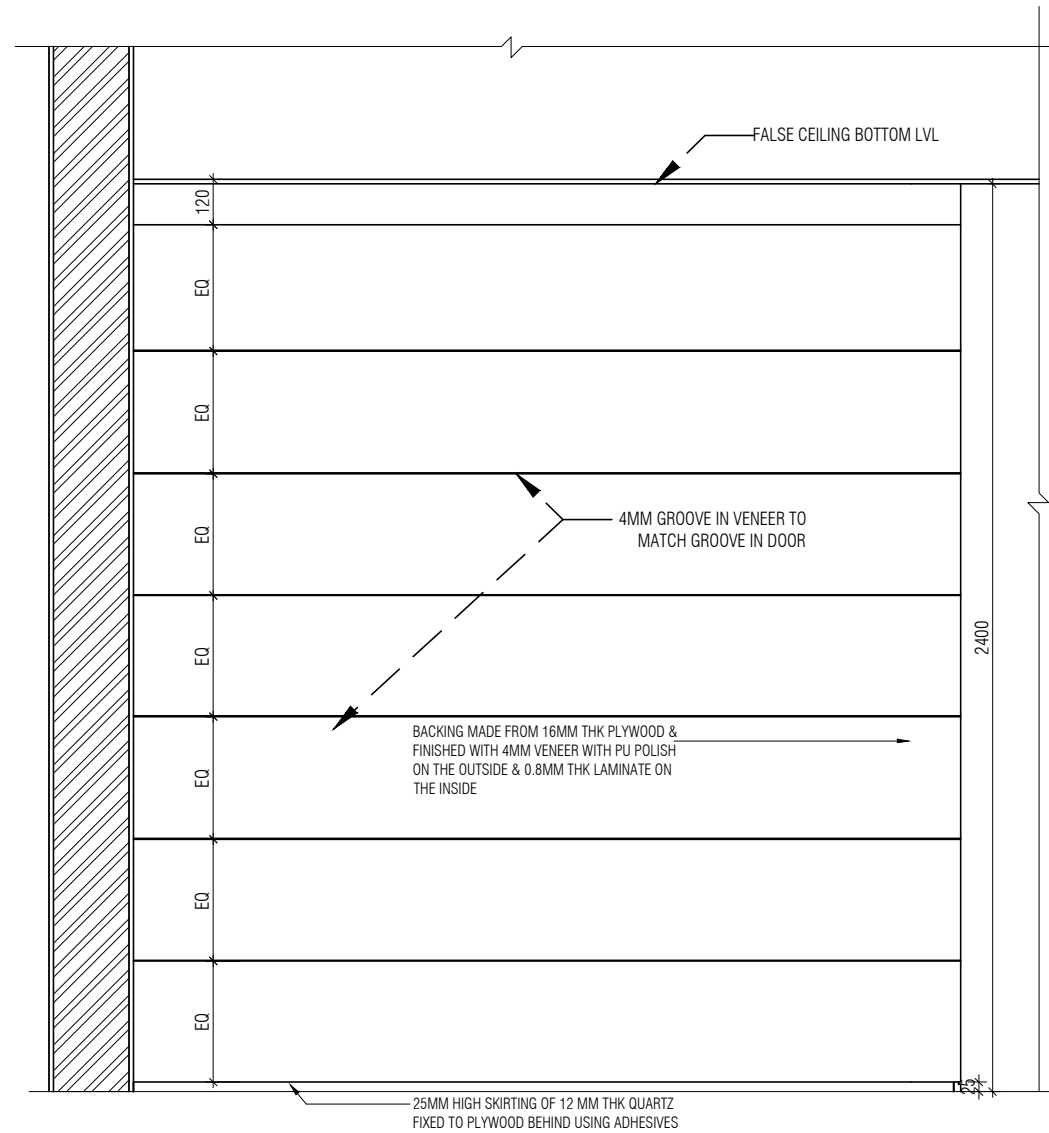 FALSE CEILING BOTTOM LVL
120
EQ
EQ
EQ
4MM GROOVE IN VENEER TO
MATCH GROOVE IN DOOR
EQ
2400
EQ
BACKING MADE FROM 16MM THK PLYWOOD &
FINISHED WITH 4MM VENEER WITH PU POLISH
ON THE OUTSIDE & 0.8MM THK LAMINATE ON
THE INSIDE
EQ
EQ
25
25MM HIGH SKIRTING OF 12 MM THK QUARTZ
FIXED TO PLYWOOD BEHIND USING ADHESIVES